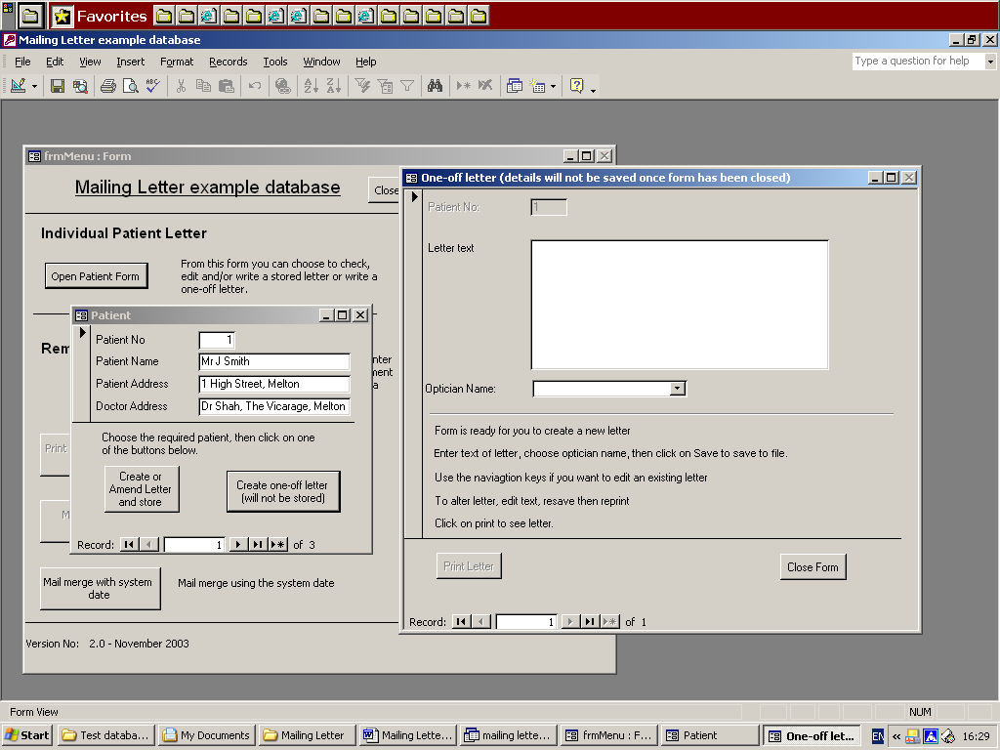 Favorites
Mailing Letter example database
File Edit View Insert Format Records Tools Window Help
Type a question for help
frmMenu : Form
Mailing Letter example database
Close
Individual Patient Letter
Open Patient Form
From this form you can choose to check,
edit and/or write a stored letter or write a
one-off letter.
Rem
nter
ment
a
Print
M
Mail merge with system
date
Mail merge using the system date
Version No: 2.0 - November 2003
Patient
Patient No 1
Patient Name Mr J Smith
Patient Address 1 High Street, Melton
Doctor Address Dr Shah, The Vicarage, Melton
Choose the required patient, then click on one
of the buttons below.
Create or
Amend Letter
and store
Create one-off letter
(will not be stored)
Record: 1 of 3
One-off letter (details will not be saved once form has been closed)
Patient No: 1
Letter text
Optician Name:
Form is ready for you to create a new letter
Enter text of letter, choose optician name, then click on Save to save to file.
Use the naviagtion keys if you want to edit an existing letter
To alter letter, edit text, resave then reprint
Click on print to see letter.
Print Letter
Close Form
Record: 1 of 1
Form View
NUM
Start Test databa... My Documents Mailing Letter Mailing Lette... mailing lette... frmMenu : F... Patient One-off let... EN « 16:29